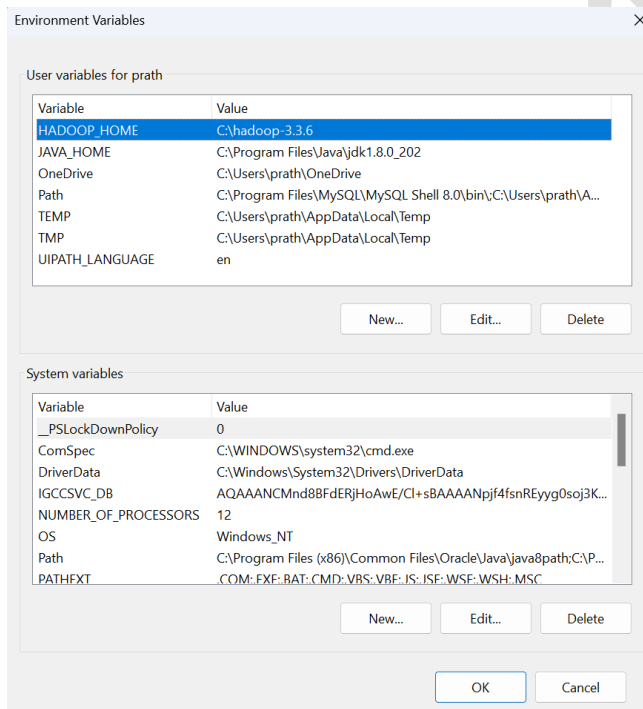 Environment Variables
User variables for prath
Variable Value
HADOOP_HOME C:\hadoop-3.3.6
JAVA_HOME C:\Program Files\Java\jdk1.8.0_202
OneDrive C:\Users\prath\OneDrive
Path C:\Program Files\MySQL\MySQL Shell 8.0\bin\;C:\Users\prath\A...
TEMP C:\Users\prath\AppData\Local\Temp
TMP C:\Users\prath\AppData\Local\Temp
UIPATH_LANGUAGE en
New... Edit... Delete
System variables
Variable Value
__PSLockDownPolicy 0
ComSpec C:\WINDOWS\system32\cmd.exe
DriverData C:\Windows\System32\Drivers\DriverData
IGCCSVC_DB AQAAANCMnd8BFdERjHoAwE/Cl+sBAAAANpjf4fsnREyyg0soj3K...
NUMBER_OF_PROCESSORS 12
OS Windows_NT
Path C:\Program Files (x86)\Common Files\Oracle\Java\java8path;C:\P...
PATHEXT .COM;.EXE;.BAT;.CMD;.VBS;.VBE;.JS;.JSE;.WSF;.WSH;.MSC
New... Edit... Delete
OK Cancel